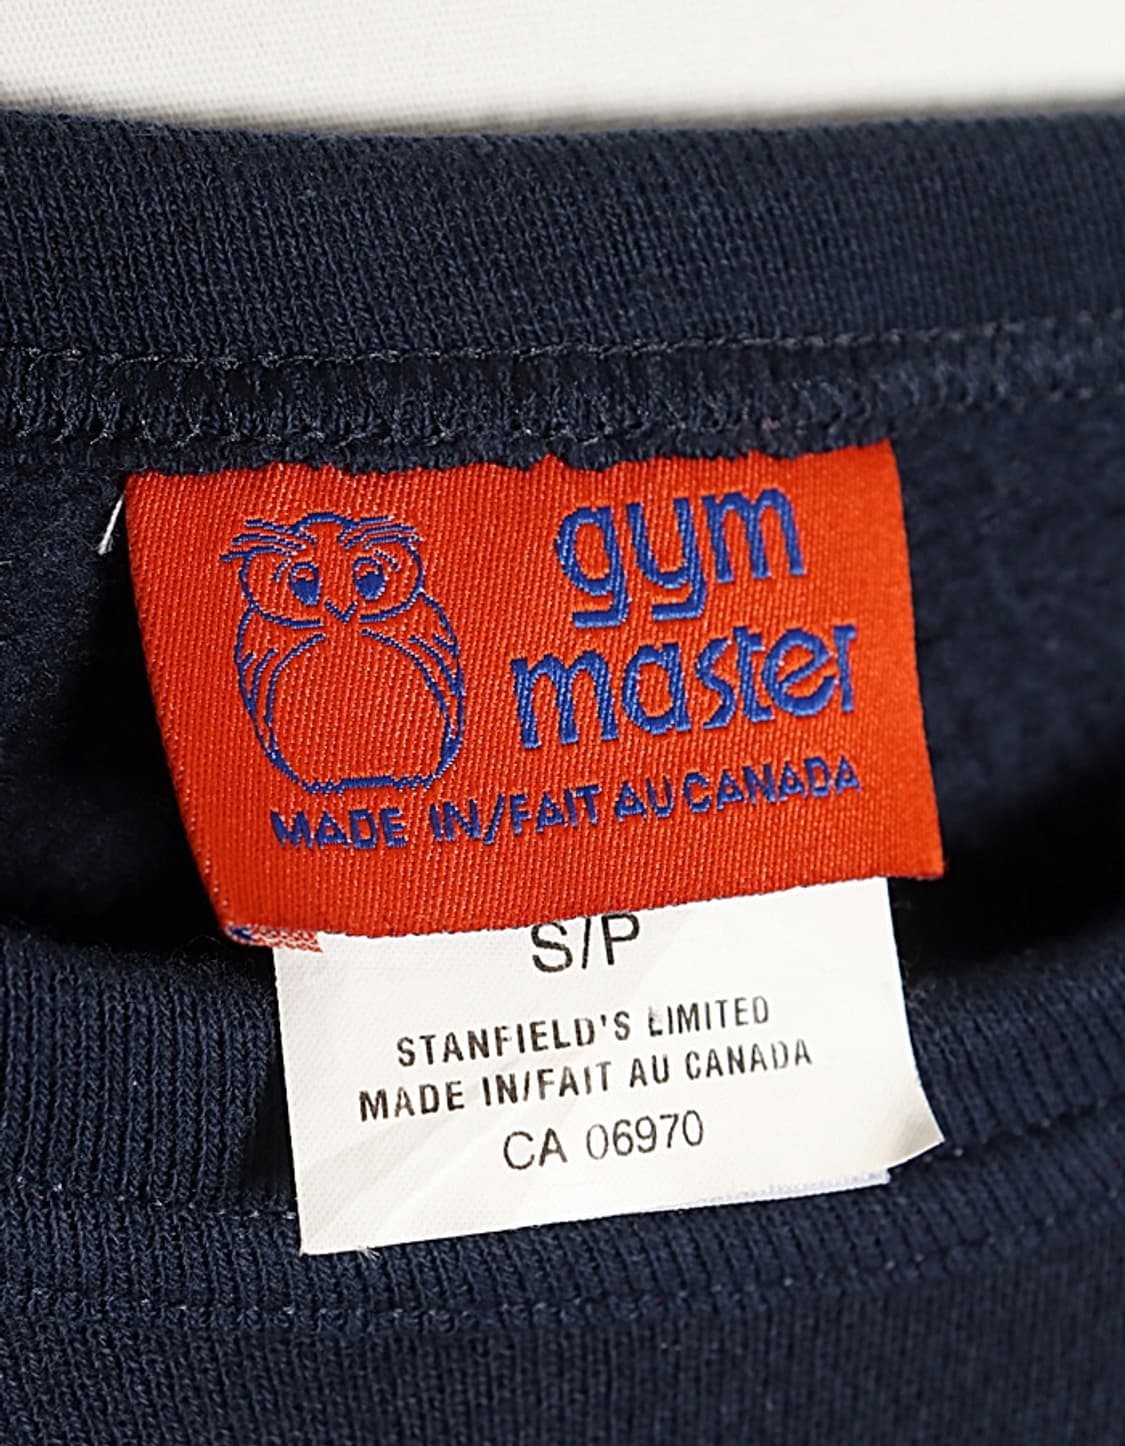 gym
master
MADE IN/FAIT AU CANADA
S/P
STANFIELD'S LIMITED
MADE IN/FAIT AU CANADA
CA 06970